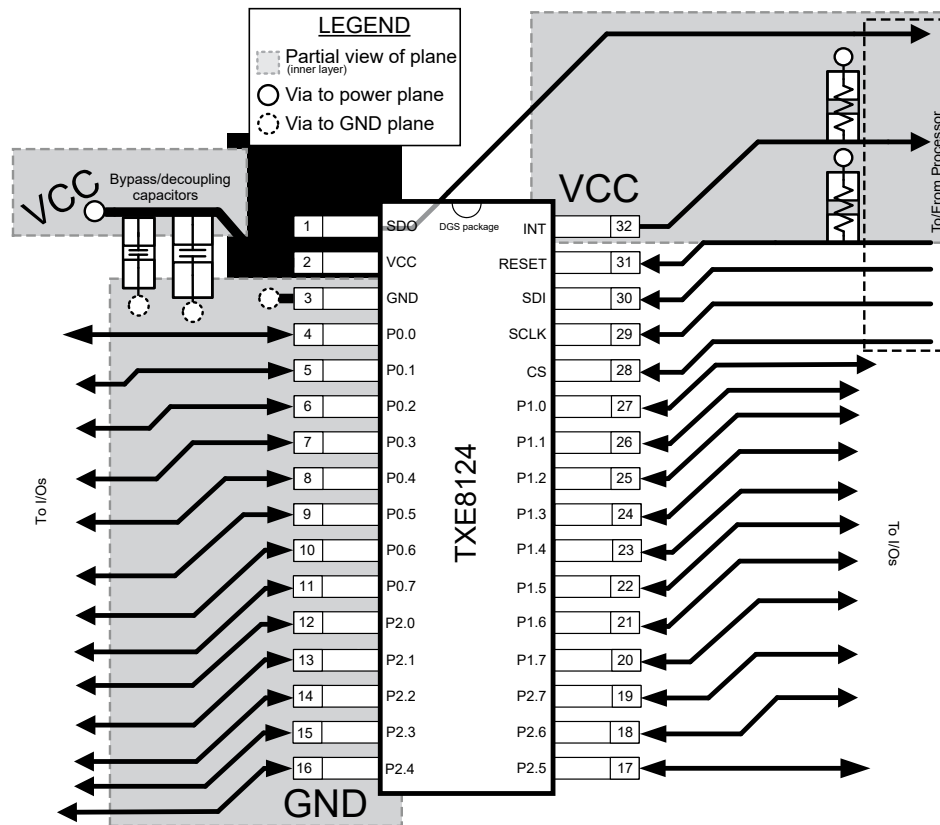 LEGEND
Partial view of plane
(inner layer)
Via to power plane
Via to GND plane
VCC
Bypass/decoupling
capacitors
VCC
To/From Processor
DGS package
TXE8124
1 SDO
2 VCC
3 GND
4 P0.0
5 P0.1
6 P0.2
7 P0.3
8 P0.4
9 P0.5
10 P0.6
11 P0.7
12 P2.0
13 P2.1
14 P2.2
15 P2.3
16 P2.4
INT 32
RESET 31
SDI 30
SCLK 29
CS 28
P1.0 27
P1.1 26
P1.2 25
P1.3 24
P1.4 23
P1.5 22
P1.6 21
P1.7 20
P2.7 19
P2.6 18
P2.5 17
To I/Os
To I/Os
GND